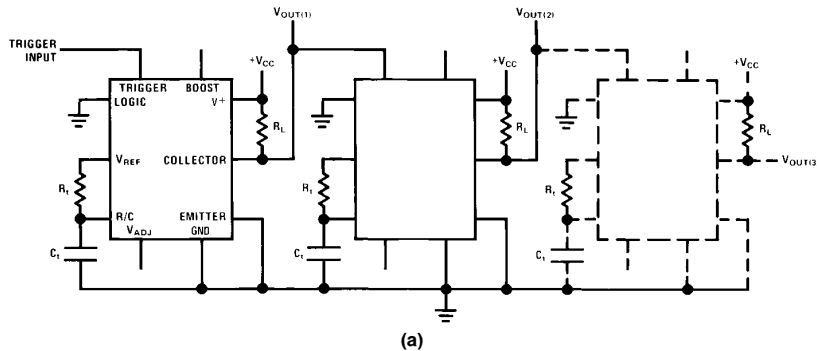 VOUT(1)
VOUT(2)
TRIGGER
INPUT
+VCC
+VCC
+VCC
TRIGGER
BOOST
LOGIC
V+
RL
RL
RL
VREF
COLLECTOR
VOUT(3
Rt
Rt
Rt
R/C
EMITTER
VADJ
GND
Ct
Ct
Ct
(a)